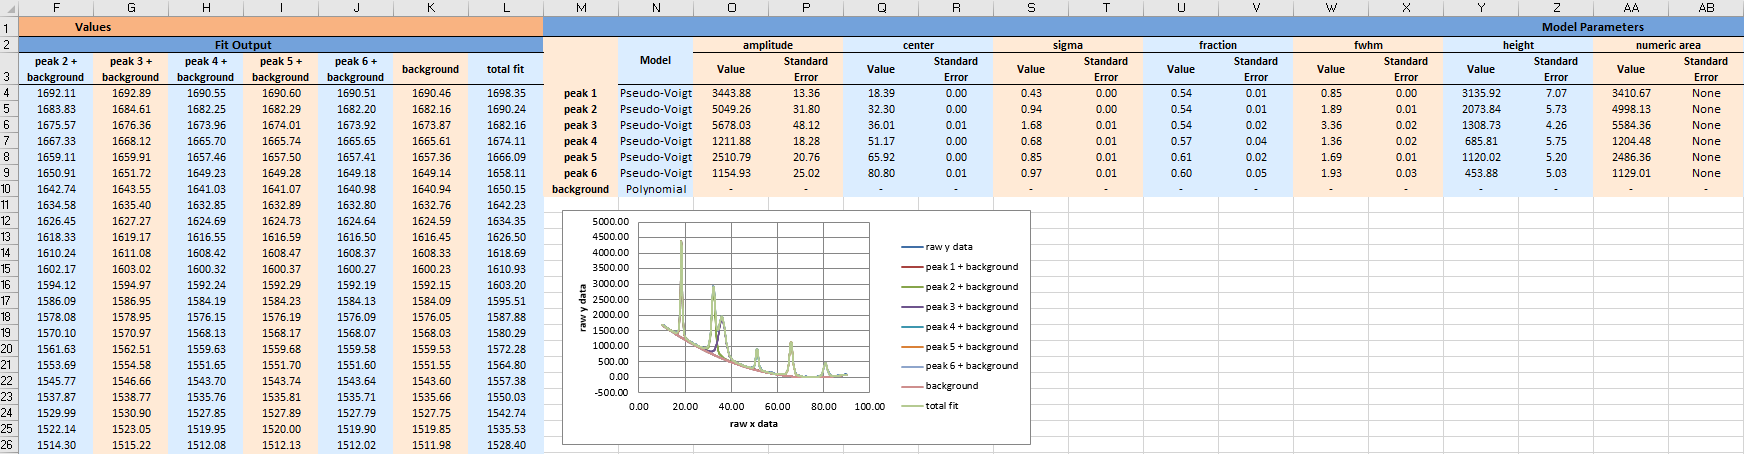 F G H I J K L M N O P Q R S T U V W X Y Z AA AB
1 Values Model Parameters
2 Fit Output amplitude center sigma fraction fwhm height numeric area
3 peak 2 + background peak 3 + background peak 4 + background peak 5 + background peak 6 + background background total fit Model Value Standard Error Value Standard Error Value Standard Error Value Standard Error Value Standard Error Value Standard Error Value Standard Error
4 1692.11 1692.89 1690.55 1690.60 1690.51 1690.46 1698.35 peak 1 Pseudo-Voigt 3443.88 13.36 18.39 0.00 0.43 0.00 0.54 0.01 0.85 0.00 3135.92 7.07 3410.67 None
5 1683.83 1684.61 1682.25 1682.29 1682.20 1682.16 1690.24 peak 2 Pseudo-Voigt 5049.26 31.80 32.30 0.00 0.94 0.00 0.54 0.01 1.89 0.01 2073.84 5.73 4998.13 None
6 1675.57 1676.36 1673.96 1674.01 1673.92 1673.87 1682.16 peak 3 Pseudo-Voigt 5678.03 48.12 36.01 0.01 1.68 0.01 0.54 0.02 3.36 0.02 1308.73 4.26 5584.36 None
7 1667.33 1668.12 1665.70 1665.74 1665.65 1665.61 1674.11 peak 4 Pseudo-Voigt 1211.88 18.28 51.17 0.00 0.68 0.01 0.57 0.04 1.36 0.02 685.81 5.75 1204.48 None
8 1659.11 1659.91 1657.46 1657.50 1657.41 1657.36 1666.09 peak 5 Pseudo-Voigt 2510.79 20.76 65.92 0.00 0.85 0.01 0.61 0.02 1.69 0.01 1120.02 5.20 2486.36 None
9 1650.91 1651.72 1649.23 1649.28 1649.18 1649.14 1658.11 peak 6 Pseudo-Voigt 1154.93 25.02 80.80 0.01 0.97 0.01 0.60 0.05 1.93 0.03 453.88 5.03 1129.01 None
10 1642.74 1643.55 1641.03 1641.07 1640.98 1640.94 1650.15 background Polynomial - - - - - - - - - - - - - -
11 1634.58 1635.40 1632.85 1632.89 1632.80 1632.76 1642.23
12 1626.45 1627.27 1624.69 1624.73 1624.64 1624.59 1634.35
13 1618.33 1619.17 1616.55 1616.59 1616.50 1616.45 1626.50
14 1610.24 1611.08 1608.42 1608.47 1608.37 1608.33 1618.69
15 1602.17 1603.02 1600.32 1600.37 1600.27 1600.23 1610.93
16 1594.12 1594.97 1592.24 1592.29 1592.19 1592.15 1603.20
17 1586.09 1586.95 1584.19 1584.23 1584.13 1584.09 1595.51
18 1578.08 1578.95 1576.15 1576.19 1576.09 1576.05 1587.88
19 1570.10 1570.97 1568.13 1568.17 1568.07 1568.03 1580.29
20 1561.63 1562.51 1559.63 1559.68 1559.58 1559.53 1572.28
21 1553.69 1554.58 1551.65 1551.70 1551.60 1551.55 1564.80
22 1545.77 1546.66 1543.70 1543.74 1543.64 1543.60 1557.38
23 1537.87 1538.77 1535.76 1535.81 1535.71 1535.66 1550.03
24 1529.99 1530.90 1527.85 1527.89 1527.79 1527.75 1542.74
25 1522.14 1523.05 1519.95 1520.00 1519.90 1519.85 1535.53
26 1514.30 1515.22 1512.08 1512.13 1512.02 1511.98 1528.40
5000.00
4500.00
4000.00
3500.00
3000.00
2500.00
2000.00
1500.00
1000.00
500.00
0.00
-500.00
raw y data
0.00 20.00 40.00 60.00 80.00 100.00
raw x data
raw y data
peak 1 + background
peak 2 + background
peak 3 + background
peak 4 + background
peak 5 + background
peak 6 + background
background
total fit